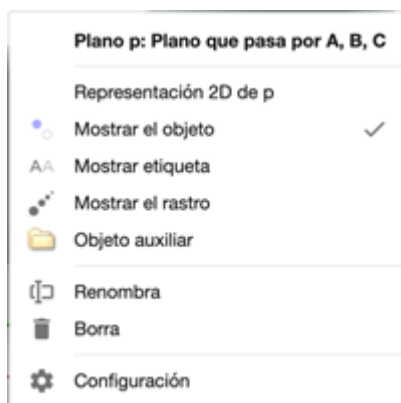 Plano p: Plano que pasa por A, B, C
Representación 2D de p
Mostrar el objeto
AA Mostrar etiqueta
Mostrar el rastro
Objeto auxiliar
Renombra
Borra
Configuración